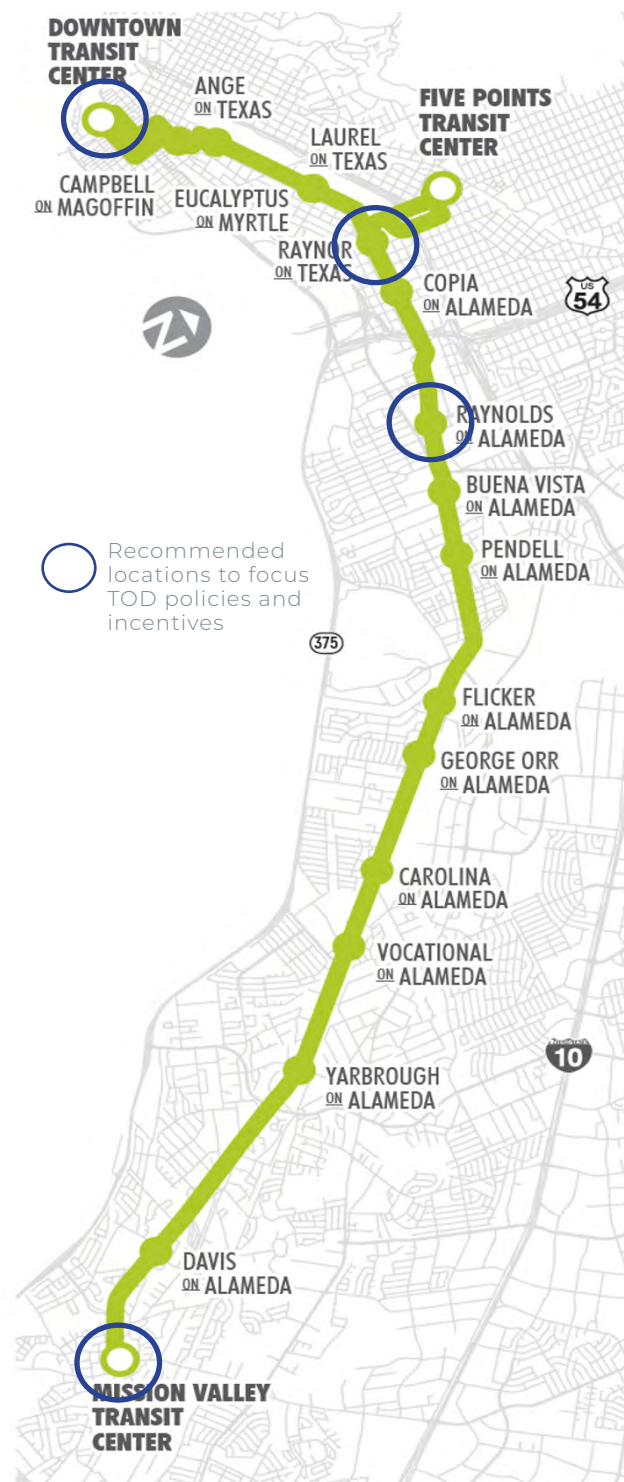 DOWNTOWN
TRANSIT
CENTER
ANGE
ON TEXAS
FIVE POINTS
TRANSIT
CENTER
LAUREL
ON TEXAS
CAMPBELL
ON MAGOFFIN
EUCALYPTUS
ON MYRTLE
RAYNOR
ON TEXAS
COPIA
ON ALAMEDA
US
54
N
RAYNOLDS
ON ALAMEDA
BUENA VISTA
ON ALAMEDA
PENDELL
ON ALAMEDA
Recommended
locations to focus
TOD policies and
incentives
375
FLICKER
ON ALAMEDA
GEORGE ORR
ON ALAMEDA
CAROLINA
ON ALAMEDA
VOCATIONAL
ON ALAMEDA
10
YARBROUGH
ON ALAMEDA
DAVIS
ON ALAMEDA
MISSION VALLEY
TRANSIT
CENTER